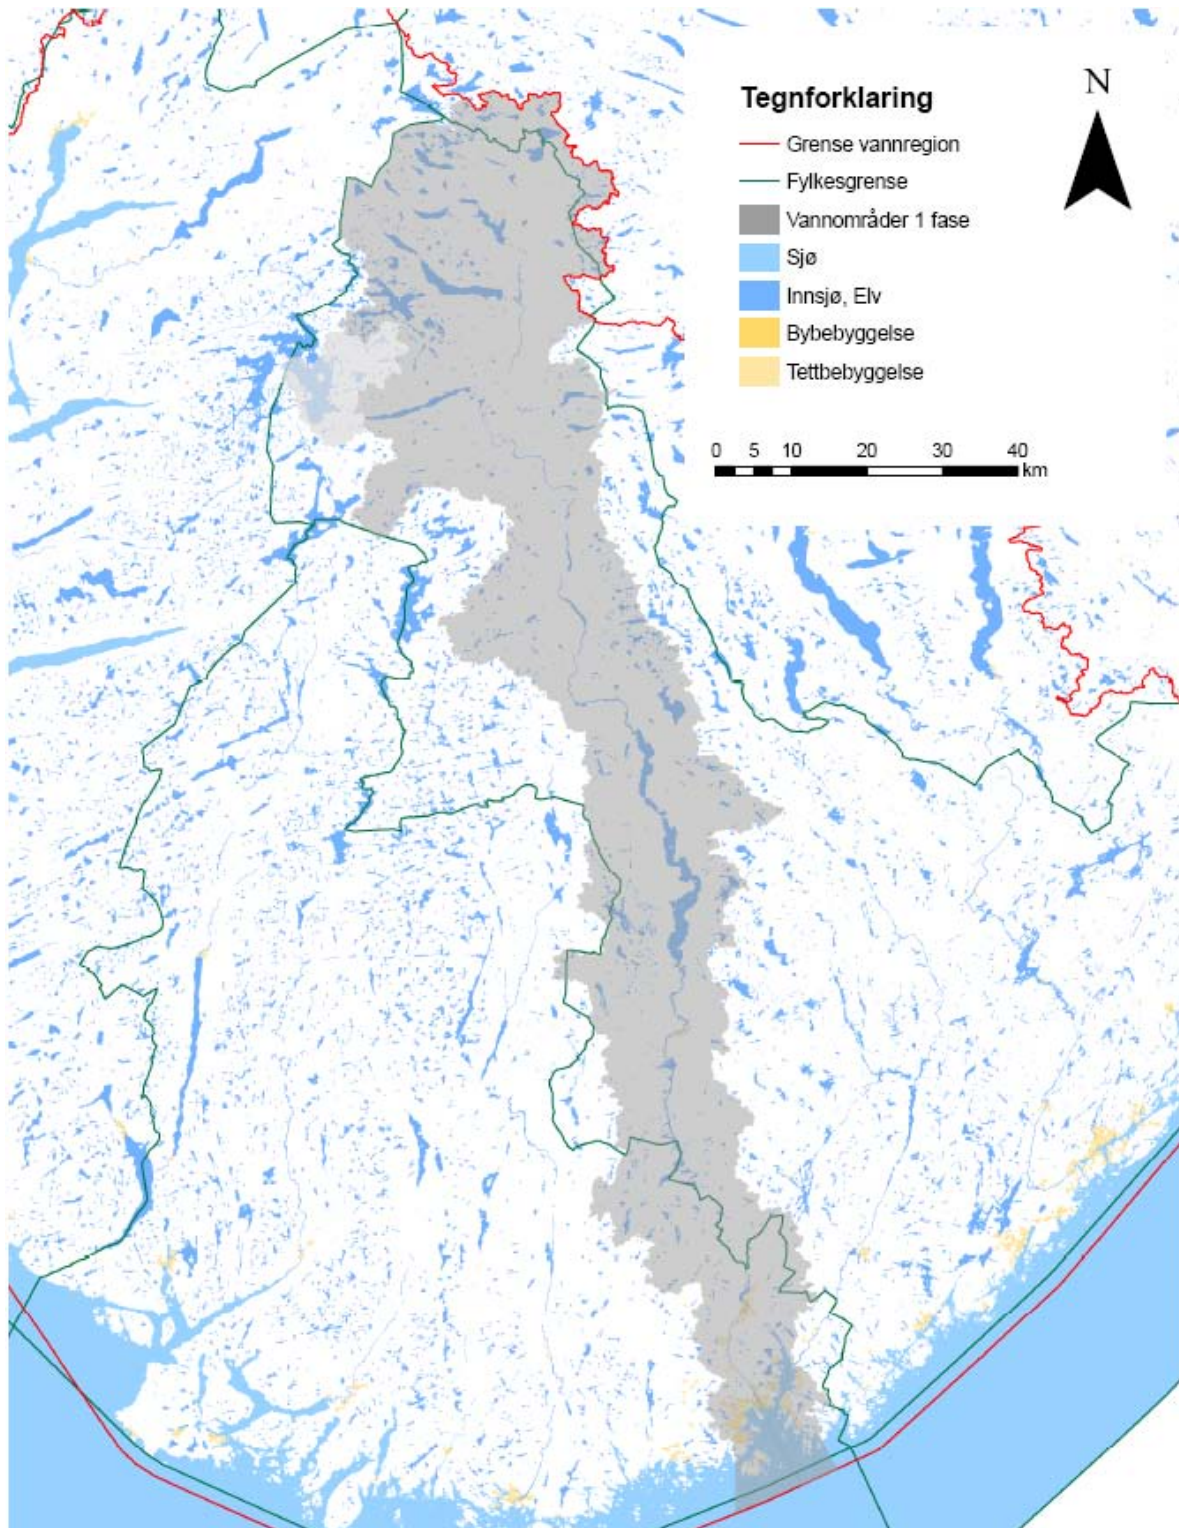 N
Tegnforklaring
Grense vannregion
Fylkesgrense
Vannområder 1 fase
Sjø
Innsjø, Elv
Bybebyggelse
Tettbebyggelse
0 5 10 20 30 40
km